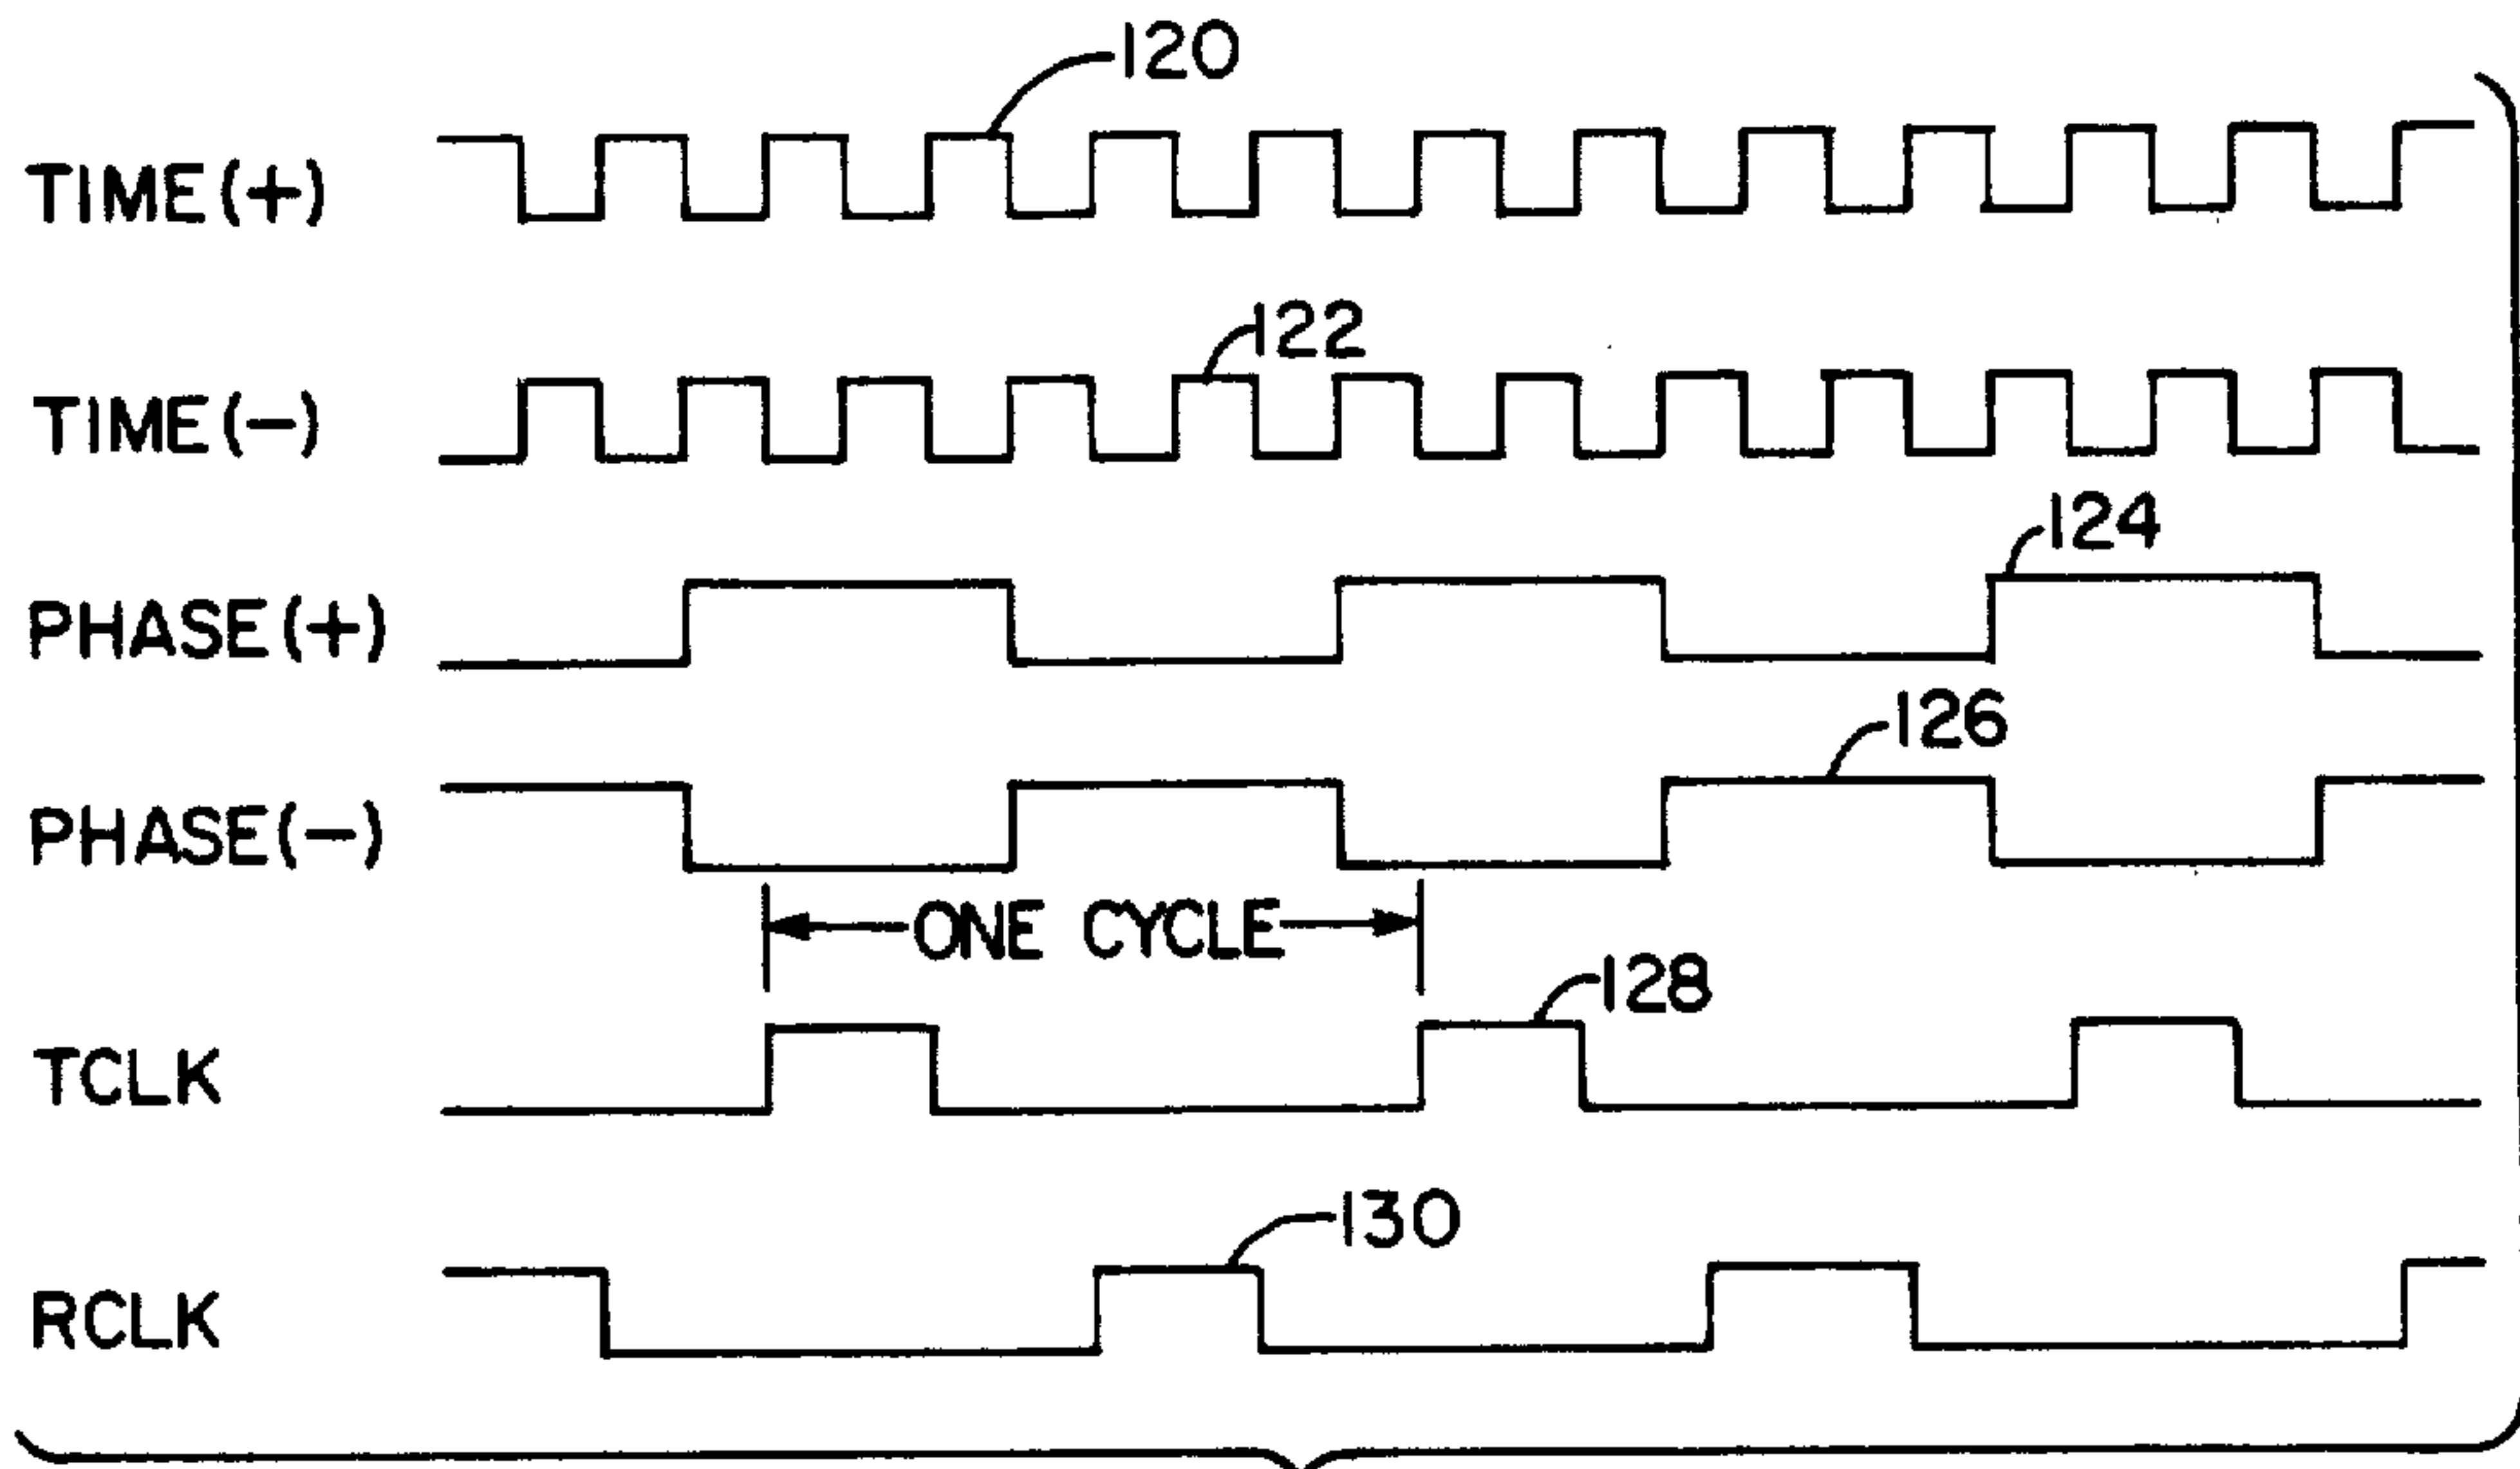 120
TIME(+)
122
TIME(-)
124
PHASE(+)
126
PHASE(-)
ONE CYCLE
128
TCLK
130
RCLK